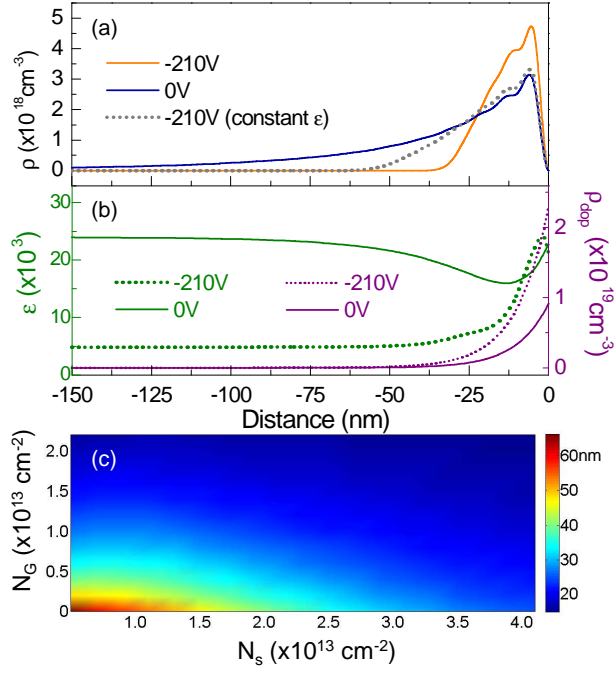 (a)
5
4
3
2
1
0
ρ (x10¹⁸cm⁻³)
-210V
0V
-210V (constant ε)
(b)
30
20
10
0
ε (x10³)
-210V
0V
-210V
0V
2
1
0
ρdop (x10¹⁹cm⁻³)
-150 -125 -100 -75 -50 -25 0
Distance (nm)
(c)
2.0
1.5
1.0
0.5
0
N_G (x10¹³ cm⁻²)
1.0 1.5 2.0 2.5 3.0 3.5 4.0
N_s (x10¹³ cm⁻²)
60nm
50
40
30
20